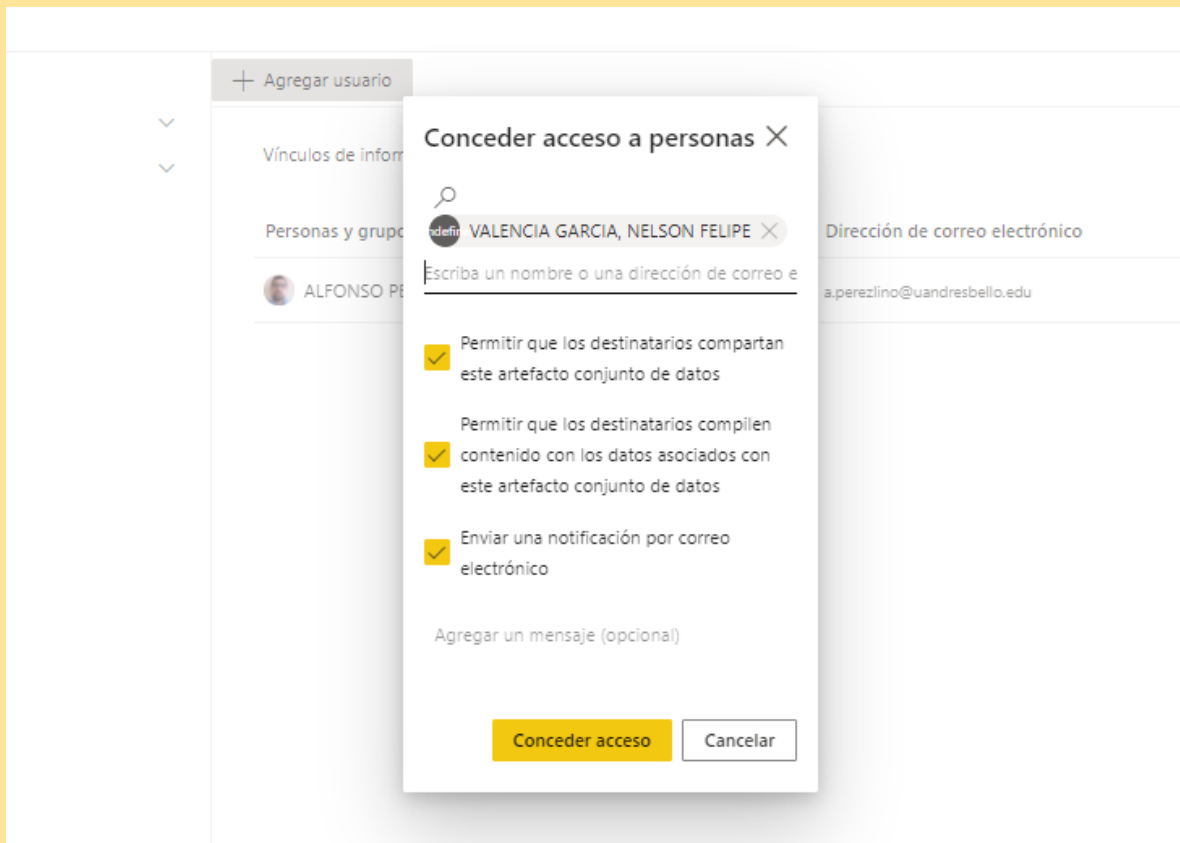 Agregar usuario
Conceder acceso a personas
Vínculos de inforr
Personas y grupo
ndefir
VALENCIA GARCIA, NELSON FELIPE
Dirección de correo electrónico
Escriba un nombre o una dirección de correo e
ALFONSO PE
a.perezlino@uandresbello.edu
Permitir que los destinatarios compartan
este artefacto conjunto de datos
Permitir que los destinatarios compilen
contenido con los datos asociados con
este artefacto conjunto de datos
Enviar una notificación por correo
electrónico
Agregar un mensaje (opcional)
Conceder acceso
Cancelar